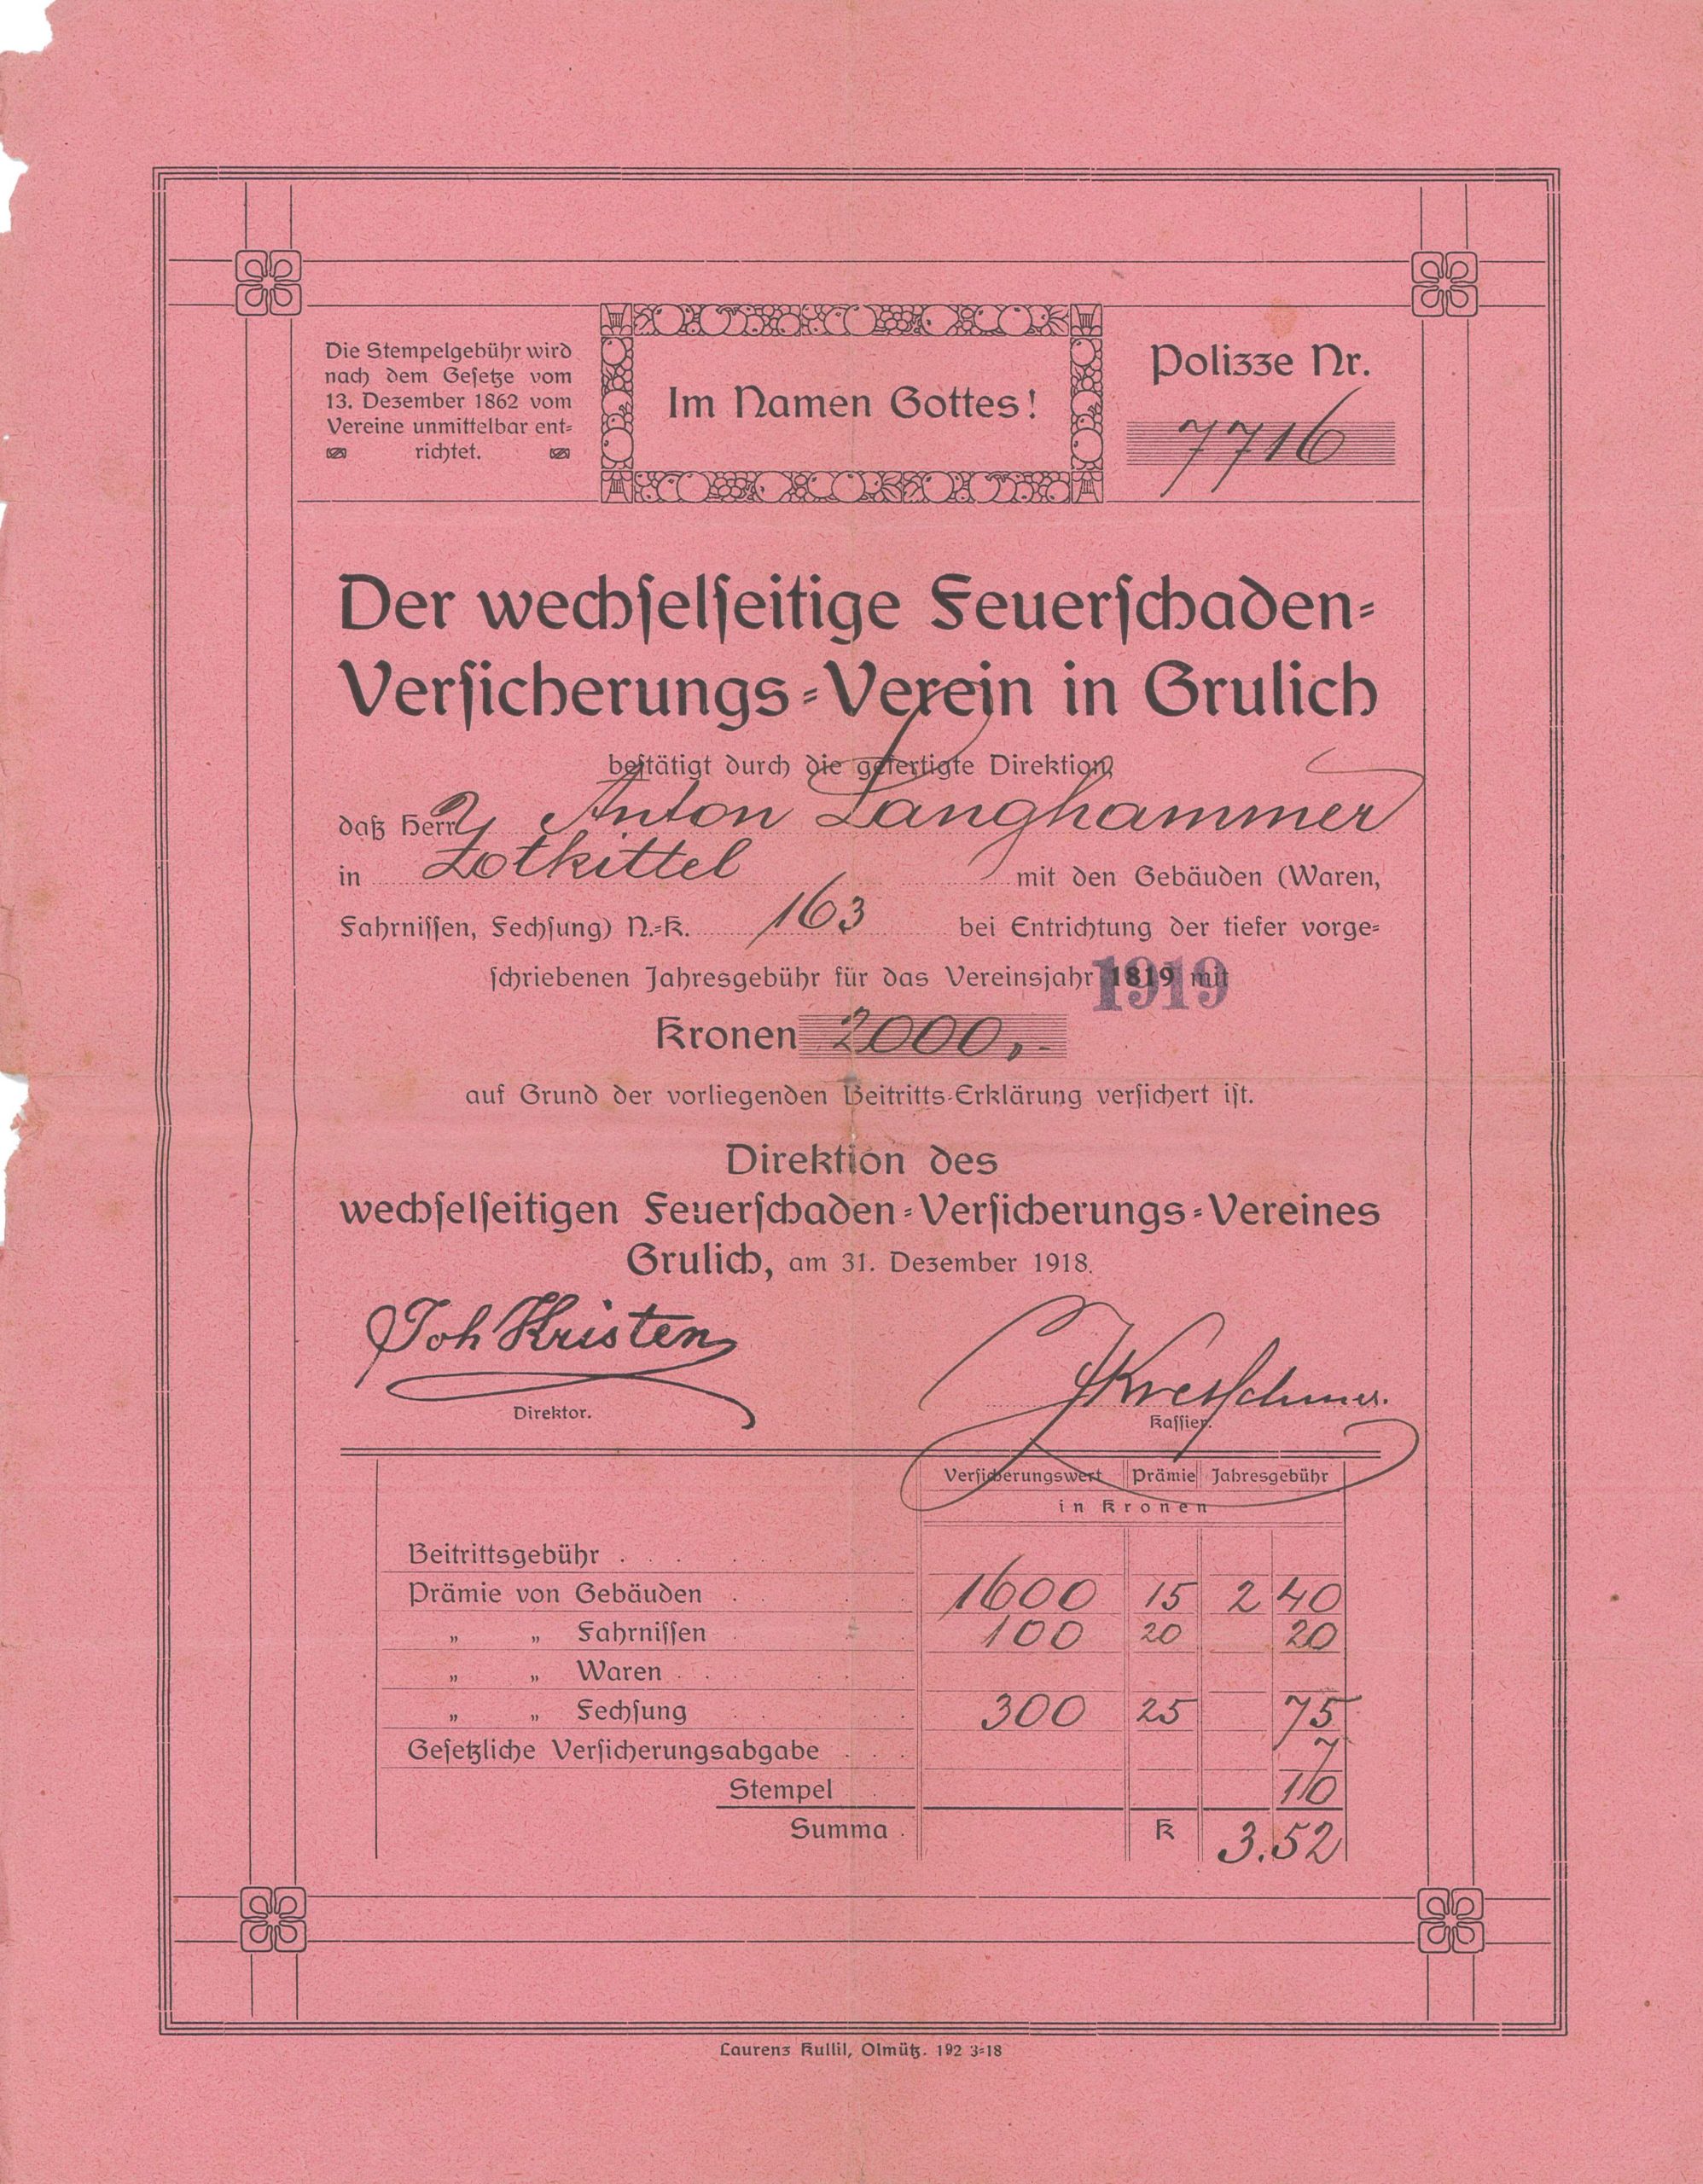 Die Stempelgebühr wird
nach dem Gesetze vom
13. Dezember 1862 vom
Vereine unmittelbar ent-
richtet.
Im Namen Gottes!
Polizze Nr.
7716
Der wechſelſeitige Feuerſchaden-
Verſicherungs-Verein in Grulich
beſtätigt durch die gefertigte Direktion,
daß Herr Anton Langhammer
in Zotkittel mit den Gebäuden (Waren,
Fahrniſſen, Fechſung) N.-K. 163 bei Entrichtung der tiefer vorge-
ſchriebenen Jahresgebühr für das Vereinsjahr 1819 1919 mit
Kronen 2000,-
auf Grund der vorliegenden Beitritts-Erklärung verſichert iſt.
Direktion des
wechſelſeitigen Feuerſchaden-Verſicherungs-Vereines
Grulich, am 31. Dezember 1918.
Joh Kristen
JKretschmer.
Direktor.
Kaſſier.
Verſicherungswert Prämie Jahresgebühr
in Kronen
Beitrittsgebühr . . . . . .
Prämie von Gebäuden . . . 1600 15 2 40
„ „ Fahrniſſen . . . 100 20 20
„ „ Waren . . . . .
„ „ Fechſung . . . 300 25 75
Geſetzliche Verſicherungsabgabe . . . 7
Stempel . 10
Summa . K 3.52
Laurenz Kullil, Olmütz. 192 3-18